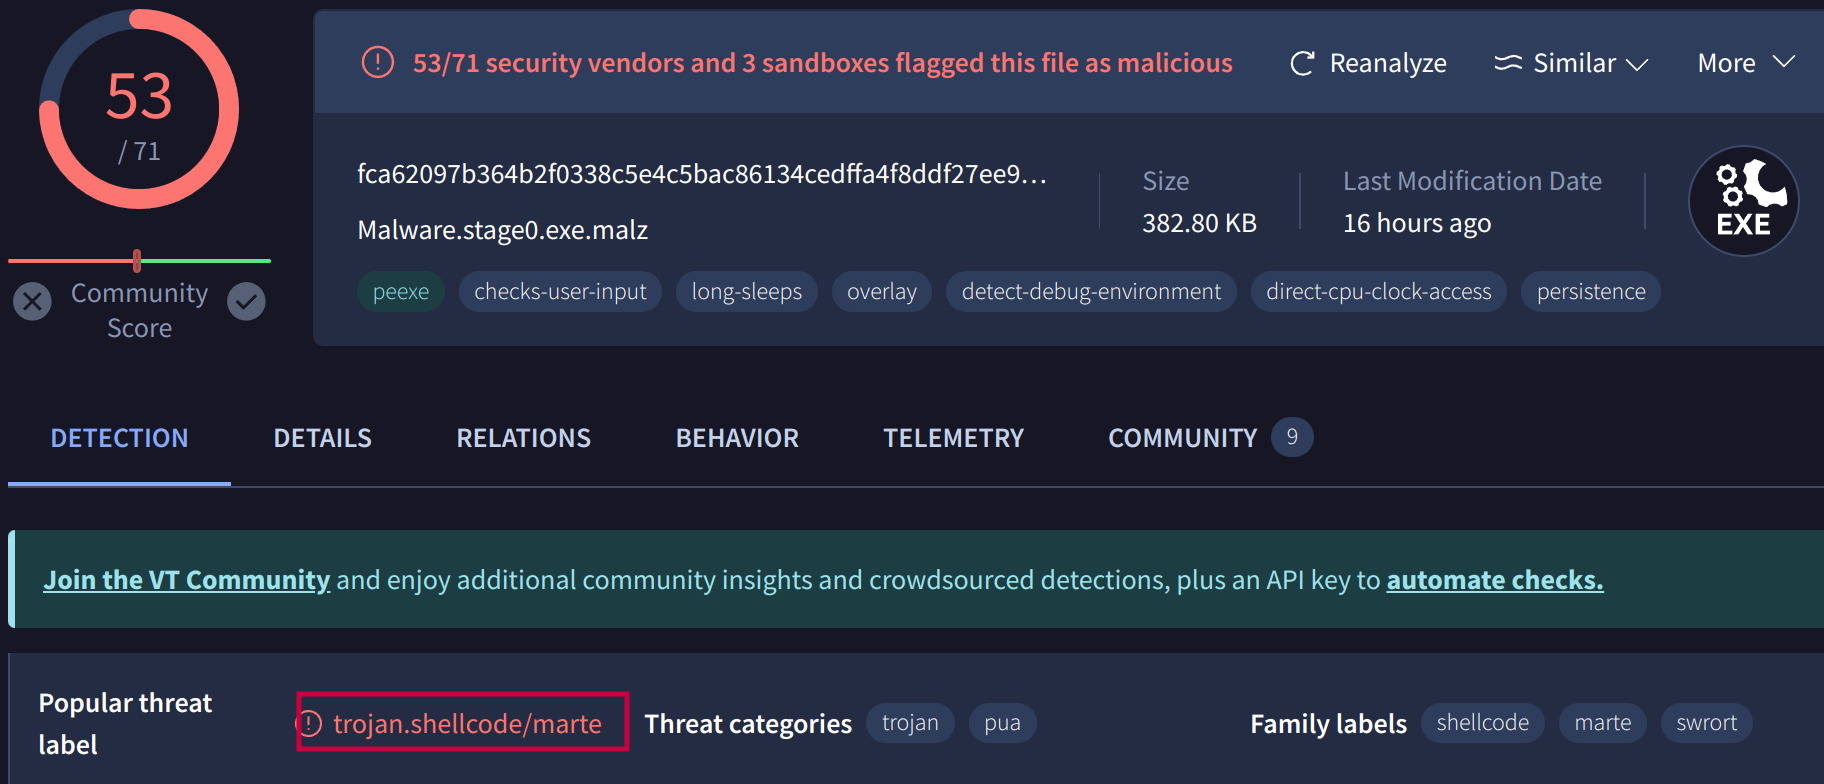 53
/ 71
Community
Score
53/71 security vendors and 3 sandboxes flagged this file as malicious
Reanalyze
Similar
More
fca62097b364b2f0338c5e4c5bac86134cedffa4f8ddf27ee9...
Malware.stage0.exe.malz
Size
382.80 KB
Last Modification Date
16 hours ago
EXE
peexe
checks-user-input
long-sleeps
overlay
detect-debug-environment
direct-cpu-clock-access
persistence
DETECTION
DETAILS
RELATIONS
BEHAVIOR
TELEMETRY
COMMUNITY
9
Join the VT Community and enjoy additional community insights and crowdsourced detections, plus an API key to automate checks.
Popular threat
label
trojan.shellcode/marte
Threat categories
trojan
pua
Family labels
shellcode
marte
swrort